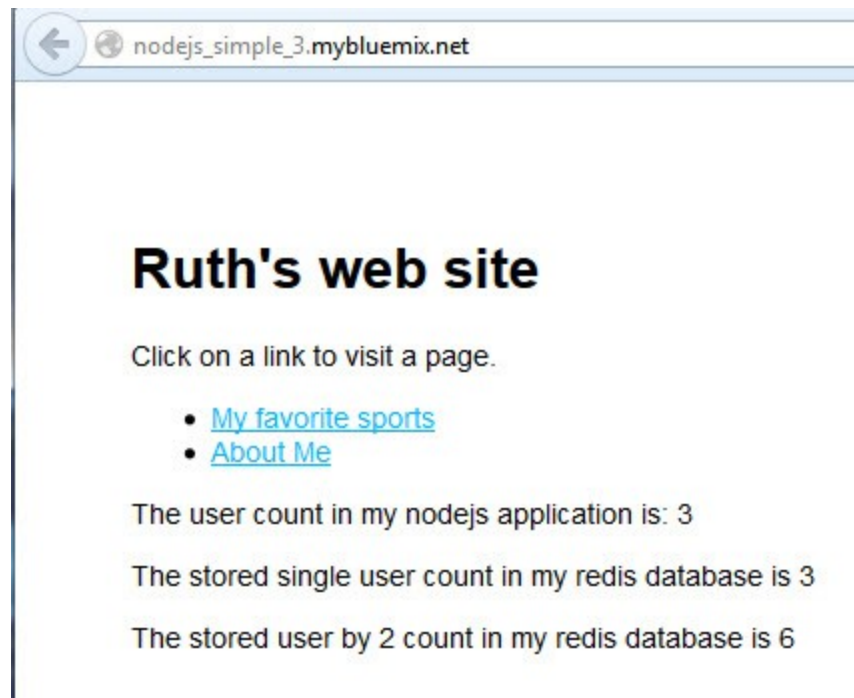 nodejs_simple_3.mybluemix.net
Ruth's web site
Click on a link to visit a page.
My favorite sports
About Me
The user count in my nodejs application is: 3
The stored single user count in my redis database is 3
The stored user by 2 count in my redis database is 6